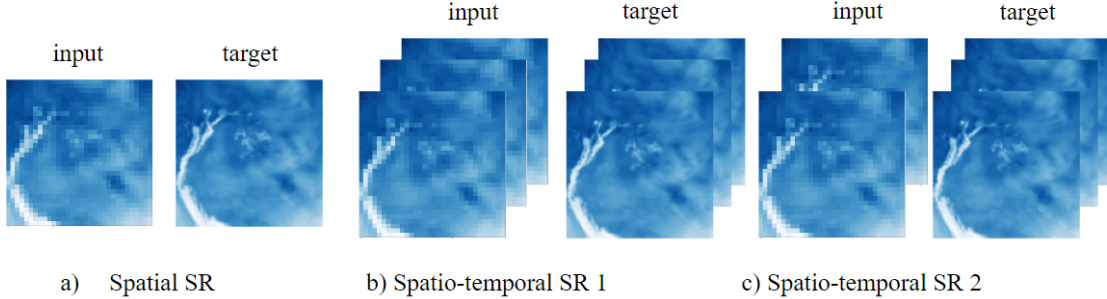 input
target
input
target
input
target
a) Spatial SR
b) Spatio-temporal SR 1
c) Spatio-temporal SR 2